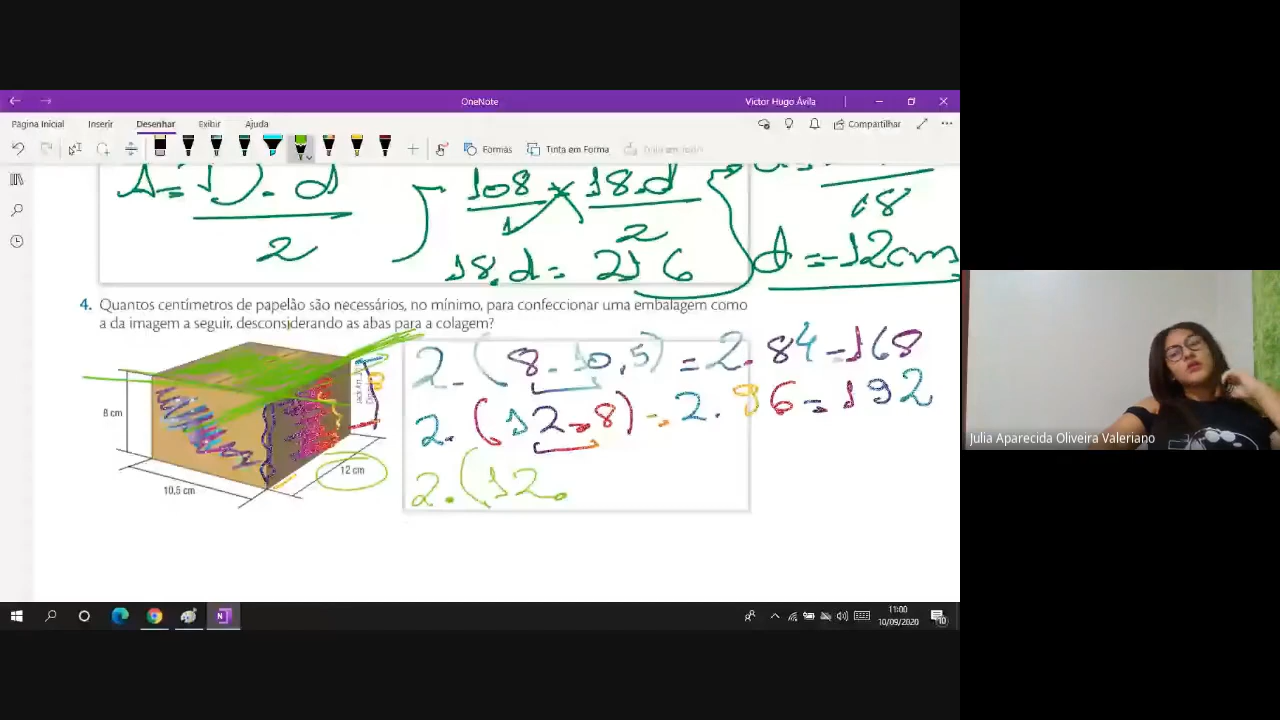 OneNote
Victor Hugo Ávila
Página Inicial Inserir Desenhar Exibir Ajuda
Compartilhar
Formas Tinta em Forma
108 18.d
2 1 2 18
18.d = 216 d = 12cm
4. Quantos centímetros de papelão são necessários, no mínimo, para confeccionar uma embalagem como
a da imagem a seguir, desconsiderando as abas para a colagem?
2.(8.10,5) = 2.84 = 168
8 cm
2.(12.8) = 2.96 = 192
12 cm
10,5 cm
2.(12.
Julia Aparecida Oliveira Valeriano
11:00
10/09/2020